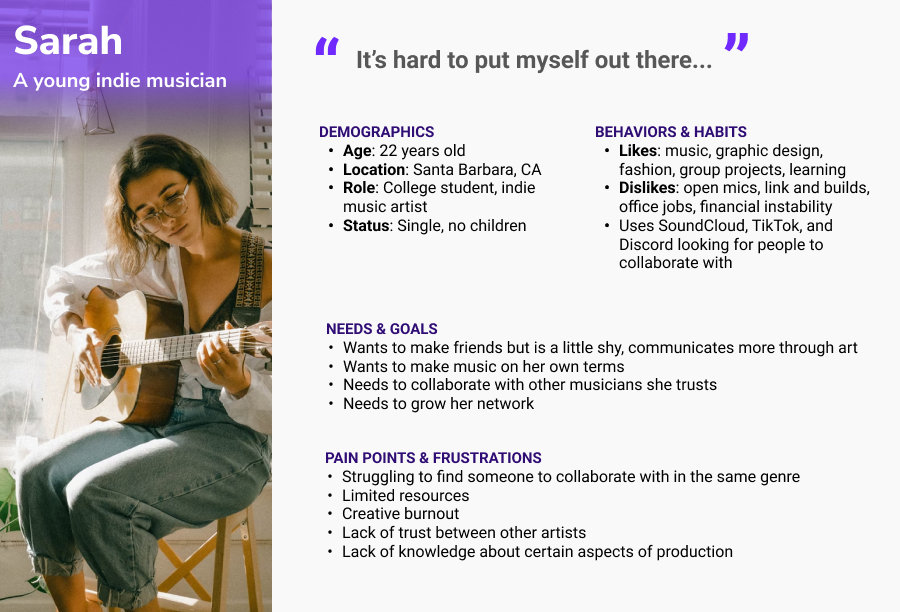 Sarah
A young indie musician
“ It’s hard to put myself out there... ”
DEMOGRAPHICS
• Age: 22 years old
• Location: Santa Barbara, CA
• Role: College student, indie
music artist
• Status: Single, no children
BEHAVIORS & HABITS
• Likes: music, graphic design,
fashion, group projects, learning
• Dislikes: open mics, link and builds,
office jobs, financial instability
• Uses SoundCloud, TikTok, and
Discord looking for people to
collaborate with
NEEDS & GOALS
• Wants to make friends but is a little shy, communicates more through art
• Wants to make music on her own terms
• Needs to collaborate with other musicians she trusts
• Needs to grow her network
PAIN POINTS & FRUSTRATIONS
• Struggling to find someone to collaborate with in the same genre
• Limited resources
• Creative burnout
• Lack of trust between other artists
• Lack of knowledge about certain aspects of production